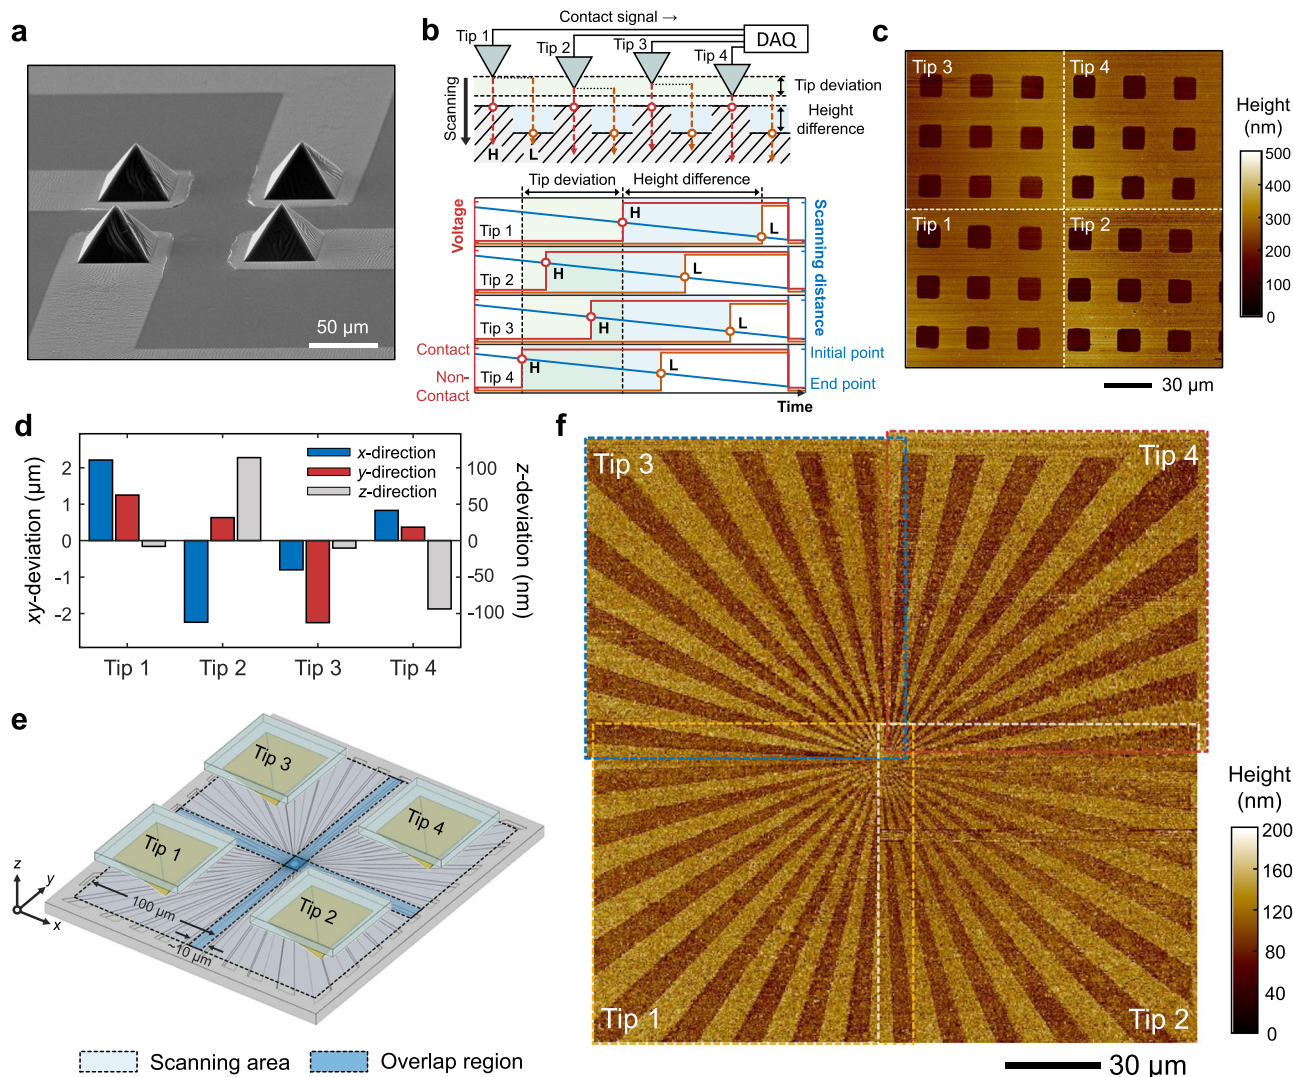 a
50 µm
b
Contact signal →
Tip 1
Tip 2
Tip 3
Tip 4
DAQ
Scanning
Tip deviation
Height
difference
H
L
Tip deviation
Height difference
Voltage
Scanning distance
Tip 1
H
L
Tip 2
H
L
Tip 3
H
L
Contact
Tip 4
H
L
Initial point
Non-
Contact
End point
Time
c
Tip 3
Tip 4
Tip 1
Tip 2
30 µm
Height
(nm)
500
400
300
200
100
0
d
xy-deviation (µm)
2
1
0
-1
-2
x-direction
y-direction
z-direction
100
50
0
-50
-100
z-deviation (nm)
Tip 1
Tip 2
Tip 3
Tip 4
e
Tip 3
Tip 4
Tip 1
Tip 2
z
y
x
100 µm
~10 µm
Scanning area
Overlap region
f
Tip 3
Tip 4
Tip 1
Tip 2
30 µm
Height
(nm)
200
160
120
80
40
0